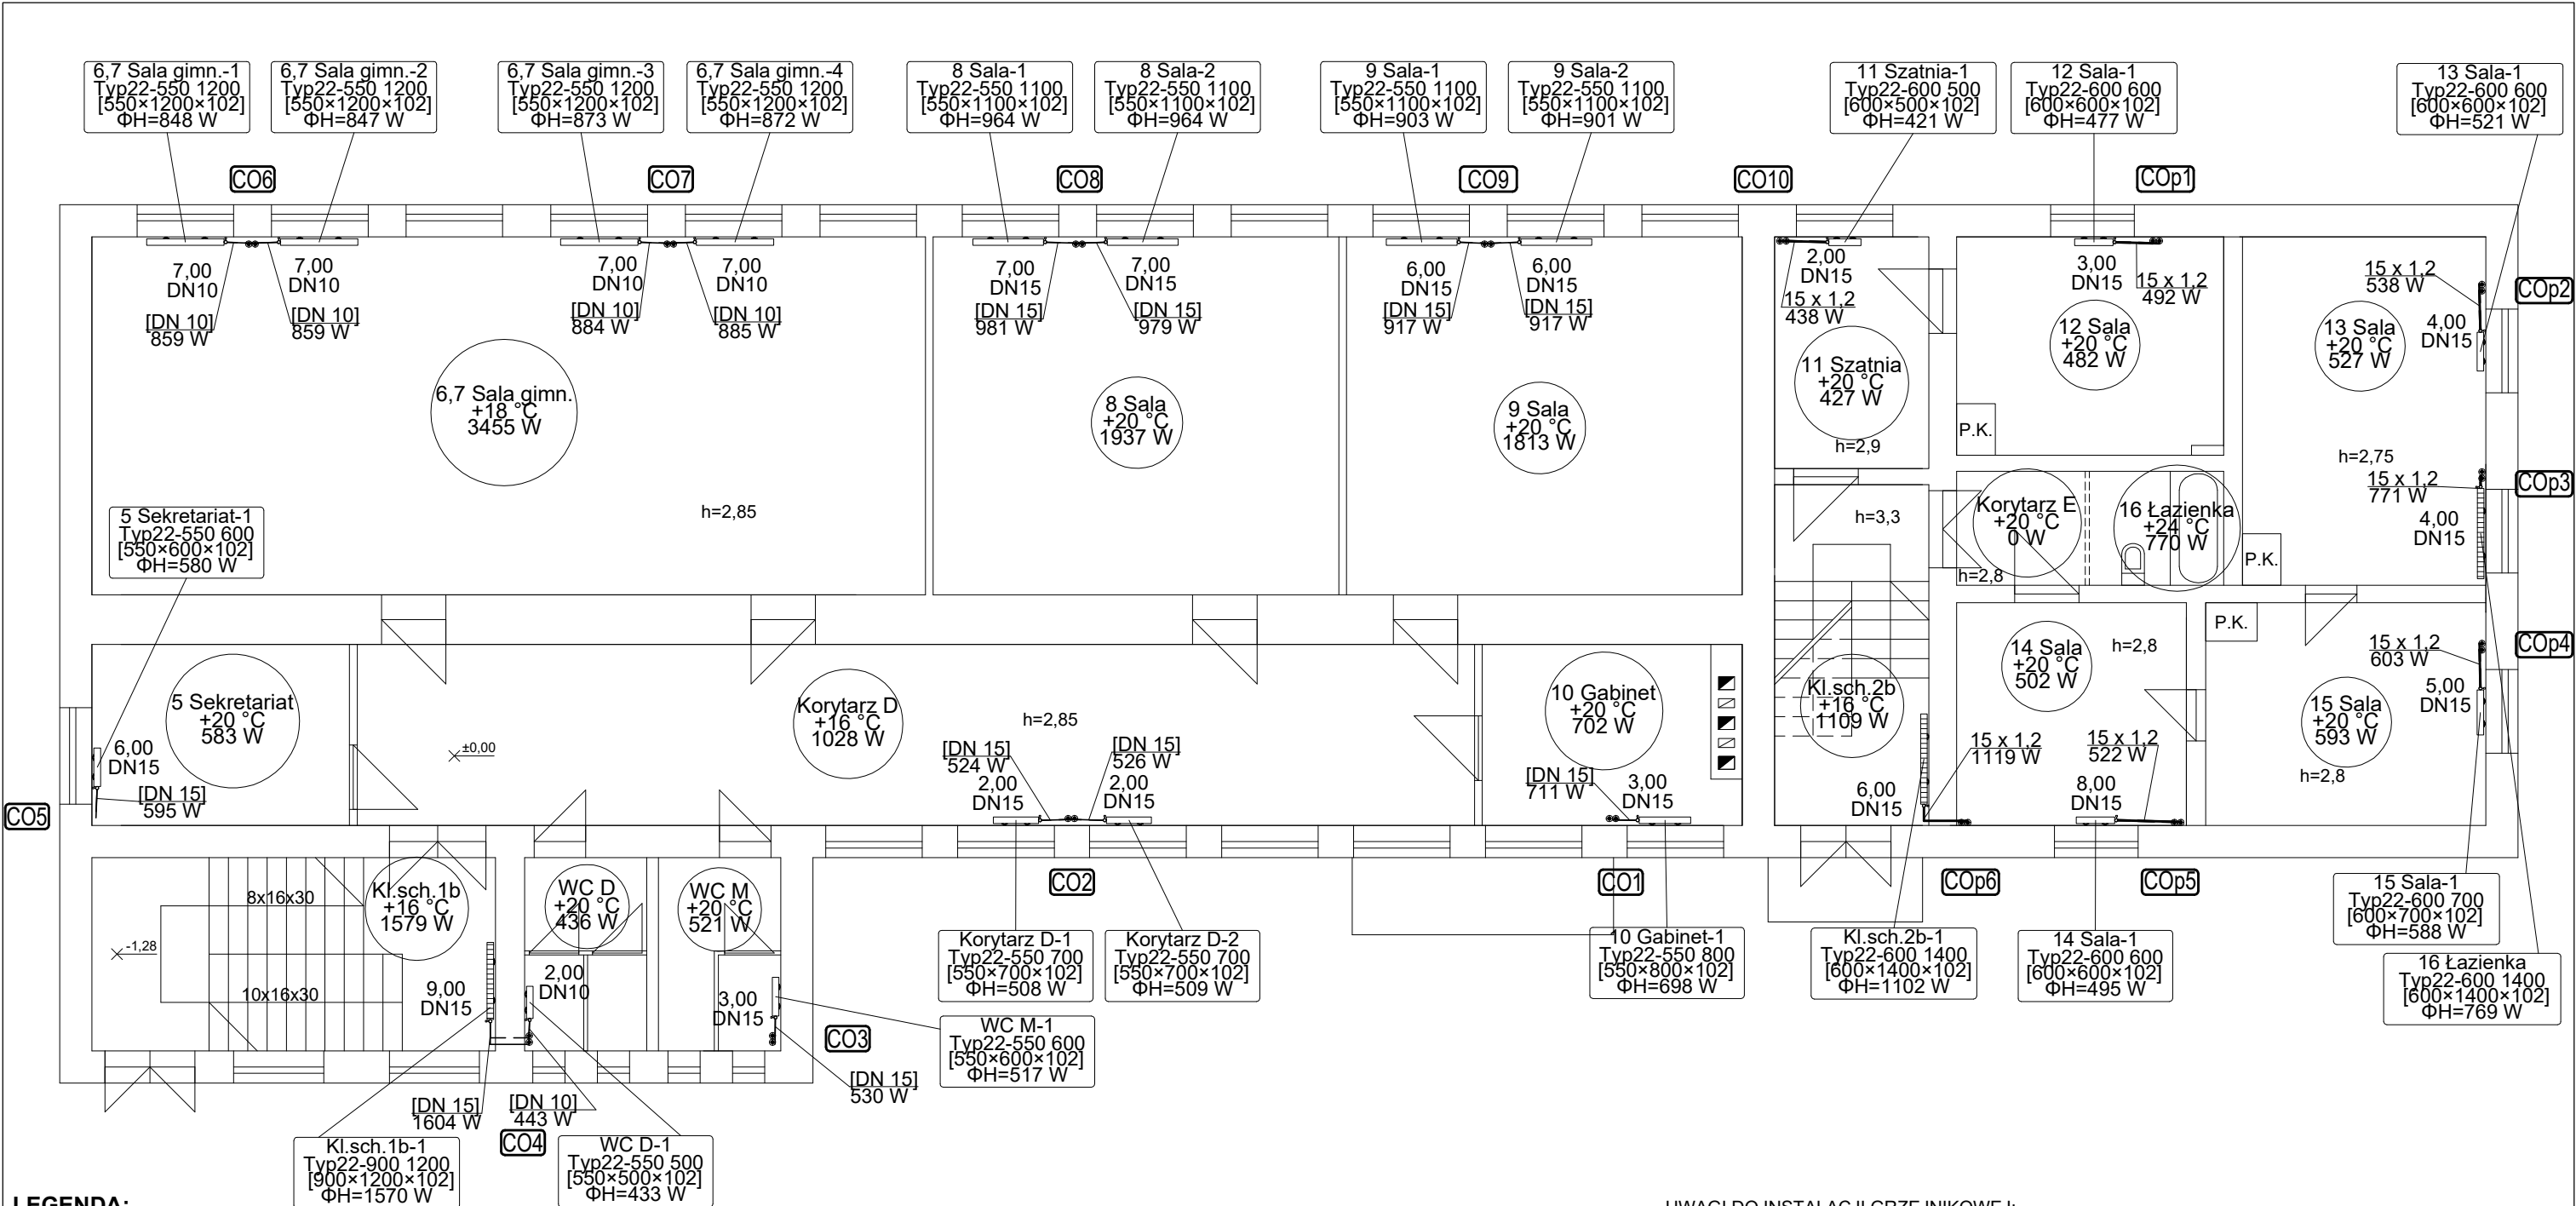 6,7 Sala gimn.-1
Typ22-550 1200
[550×1200×102]
ΦH=848 W
6,7 Sala gimn.-2
Typ22-550 1200
[550×1200×102]
ΦH=847 W
6,7 Sala gimn.-3
Typ22-550 1200
[550×1200×102]
ΦH=873 W
6,7 Sala gimn.-4
Typ22-550 1200
[550×1200×102]
ΦH=872 W
8 Sala-1
Typ22-550 1100
[550×1100×102]
ΦH=964 W
8 Sala-2
Typ22-550 1100
[550×1100×102]
ΦH=964 W
9 Sala-1
Typ22-550 1100
[550×1100×102]
ΦH=903 W
9 Sala-2
Typ22-550 1100
[550×1100×102]
ΦH=901 W
11 Szatnia-1
Typ22-600 500
[600×500×102]
ΦH=421 W
12 Sala-1
Typ22-600 600
[600×600×102]
ΦH=477 W
13 Sala-1
Typ22-600 600
[600×600×102]
ΦH=521 W
CO6
CO7
CO8
CO9
CO10
COp1
7,00
DN10
[DN 10]
859 W
7,00
DN10
[DN 10]
859 W
7,00
DN10
[DN 10]
884 W
7,00
DN10
[DN 10]
885 W
7,00
DN15
[DN 15]
981 W
7,00
DN15
[DN 15]
979 W
6,00
DN15
[DN 15]
917 W
6,00
DN15
[DN 15]
917 W
2,00
DN15
15 x 1,2
438 W
3,00
DN15
15 x 1,2
492 W
15 x 1,2
538 W
4,00
DN15
COp2
6,7 Sala gimn.
+18 °C
3455 W
h=2,85
8 Sala
+20 °C
1937 W
9 Sala
+20 °C
1813 W
11 Szatnia
+20 °C
427 W
h=2,9
12 Sala
+20 °C
482 W
P.K.
13 Sala
+20 °C
527 W
h=2,75
15 x 1,2
771 W
4,00
DN15
COp3
h=3,3
Korytarz E
+20 °C
0 W
h=2,8
16 Łazienka
+24 °C
770 W
P.K.
5 Sekretariat-1
Typ22-550 600
[550×600×102]
ΦH=580 W
5 Sekretariat
+20 °C
583 W
6,00
DN15
[DN 15]
595 W
CO5
±0,00
Korytarz D
+16 °C
1028 W
h=2,85
[DN 15]
524 W
2,00
DN15
[DN 15]
526 W
2,00
DN15
10 Gabinet
+20 °C
702 W
[DN 15]
711 W
3,00
DN15
Kl.sch.2b
+16 °C
1109 W
6,00
DN15
15 x 1,2
1119 W
14 Sala
+20 °C
502 W
h=2,8
15 x 1,2
522 W
8,00
DN15
P.K.
15 Sala
+20 °C
593 W
h=2,8
15 x 1,2
603 W
5,00
DN15
COp4
8x16x30
-1,28
10x16x30
Kl.sch.1b
+16 °C
1579 W
9,00
DN15
WC D
+20 °C
436 W
2,00
DN10
WC M
+20 °C
521 W
3,00
DN15
CO2
CO1
COp6
COp5
CO3
[DN 15]
530 W
[DN 15]
1604 W
[DN 10]
443 W
CO4
Korytarz D-1
Typ22-550 700
[550×700×102]
ΦH=508 W
Korytarz D-2
Typ22-550 700
[550×700×102]
ΦH=509 W
WC M-1
Typ22-550 600
[550×600×102]
ΦH=517 W
10 Gabinet-1
Typ22-550 800
[550×800×102]
ΦH=698 W
Kl.sch.2b-1
Typ22-600 1400
[600×1400×102]
ΦH=1102 W
14 Sala-1
Typ22-600 600
[600×600×102]
ΦH=495 W
15 Sala-1
Typ22-600 700
[600×700×102]
ΦH=588 W
16 Łazienka
Typ22-600 1400
[600×1400×102]
ΦH=769 W
Kl.sch.1b-1
Typ22-900 1200
[900×1200×102]
ΦH=1570 W
WC D-1
Typ22-550 500
[550×500×102]
ΦH=433 W
LEGENDA:
UWAGI DO INSTALACJI GRZEJNIKOWEJ: